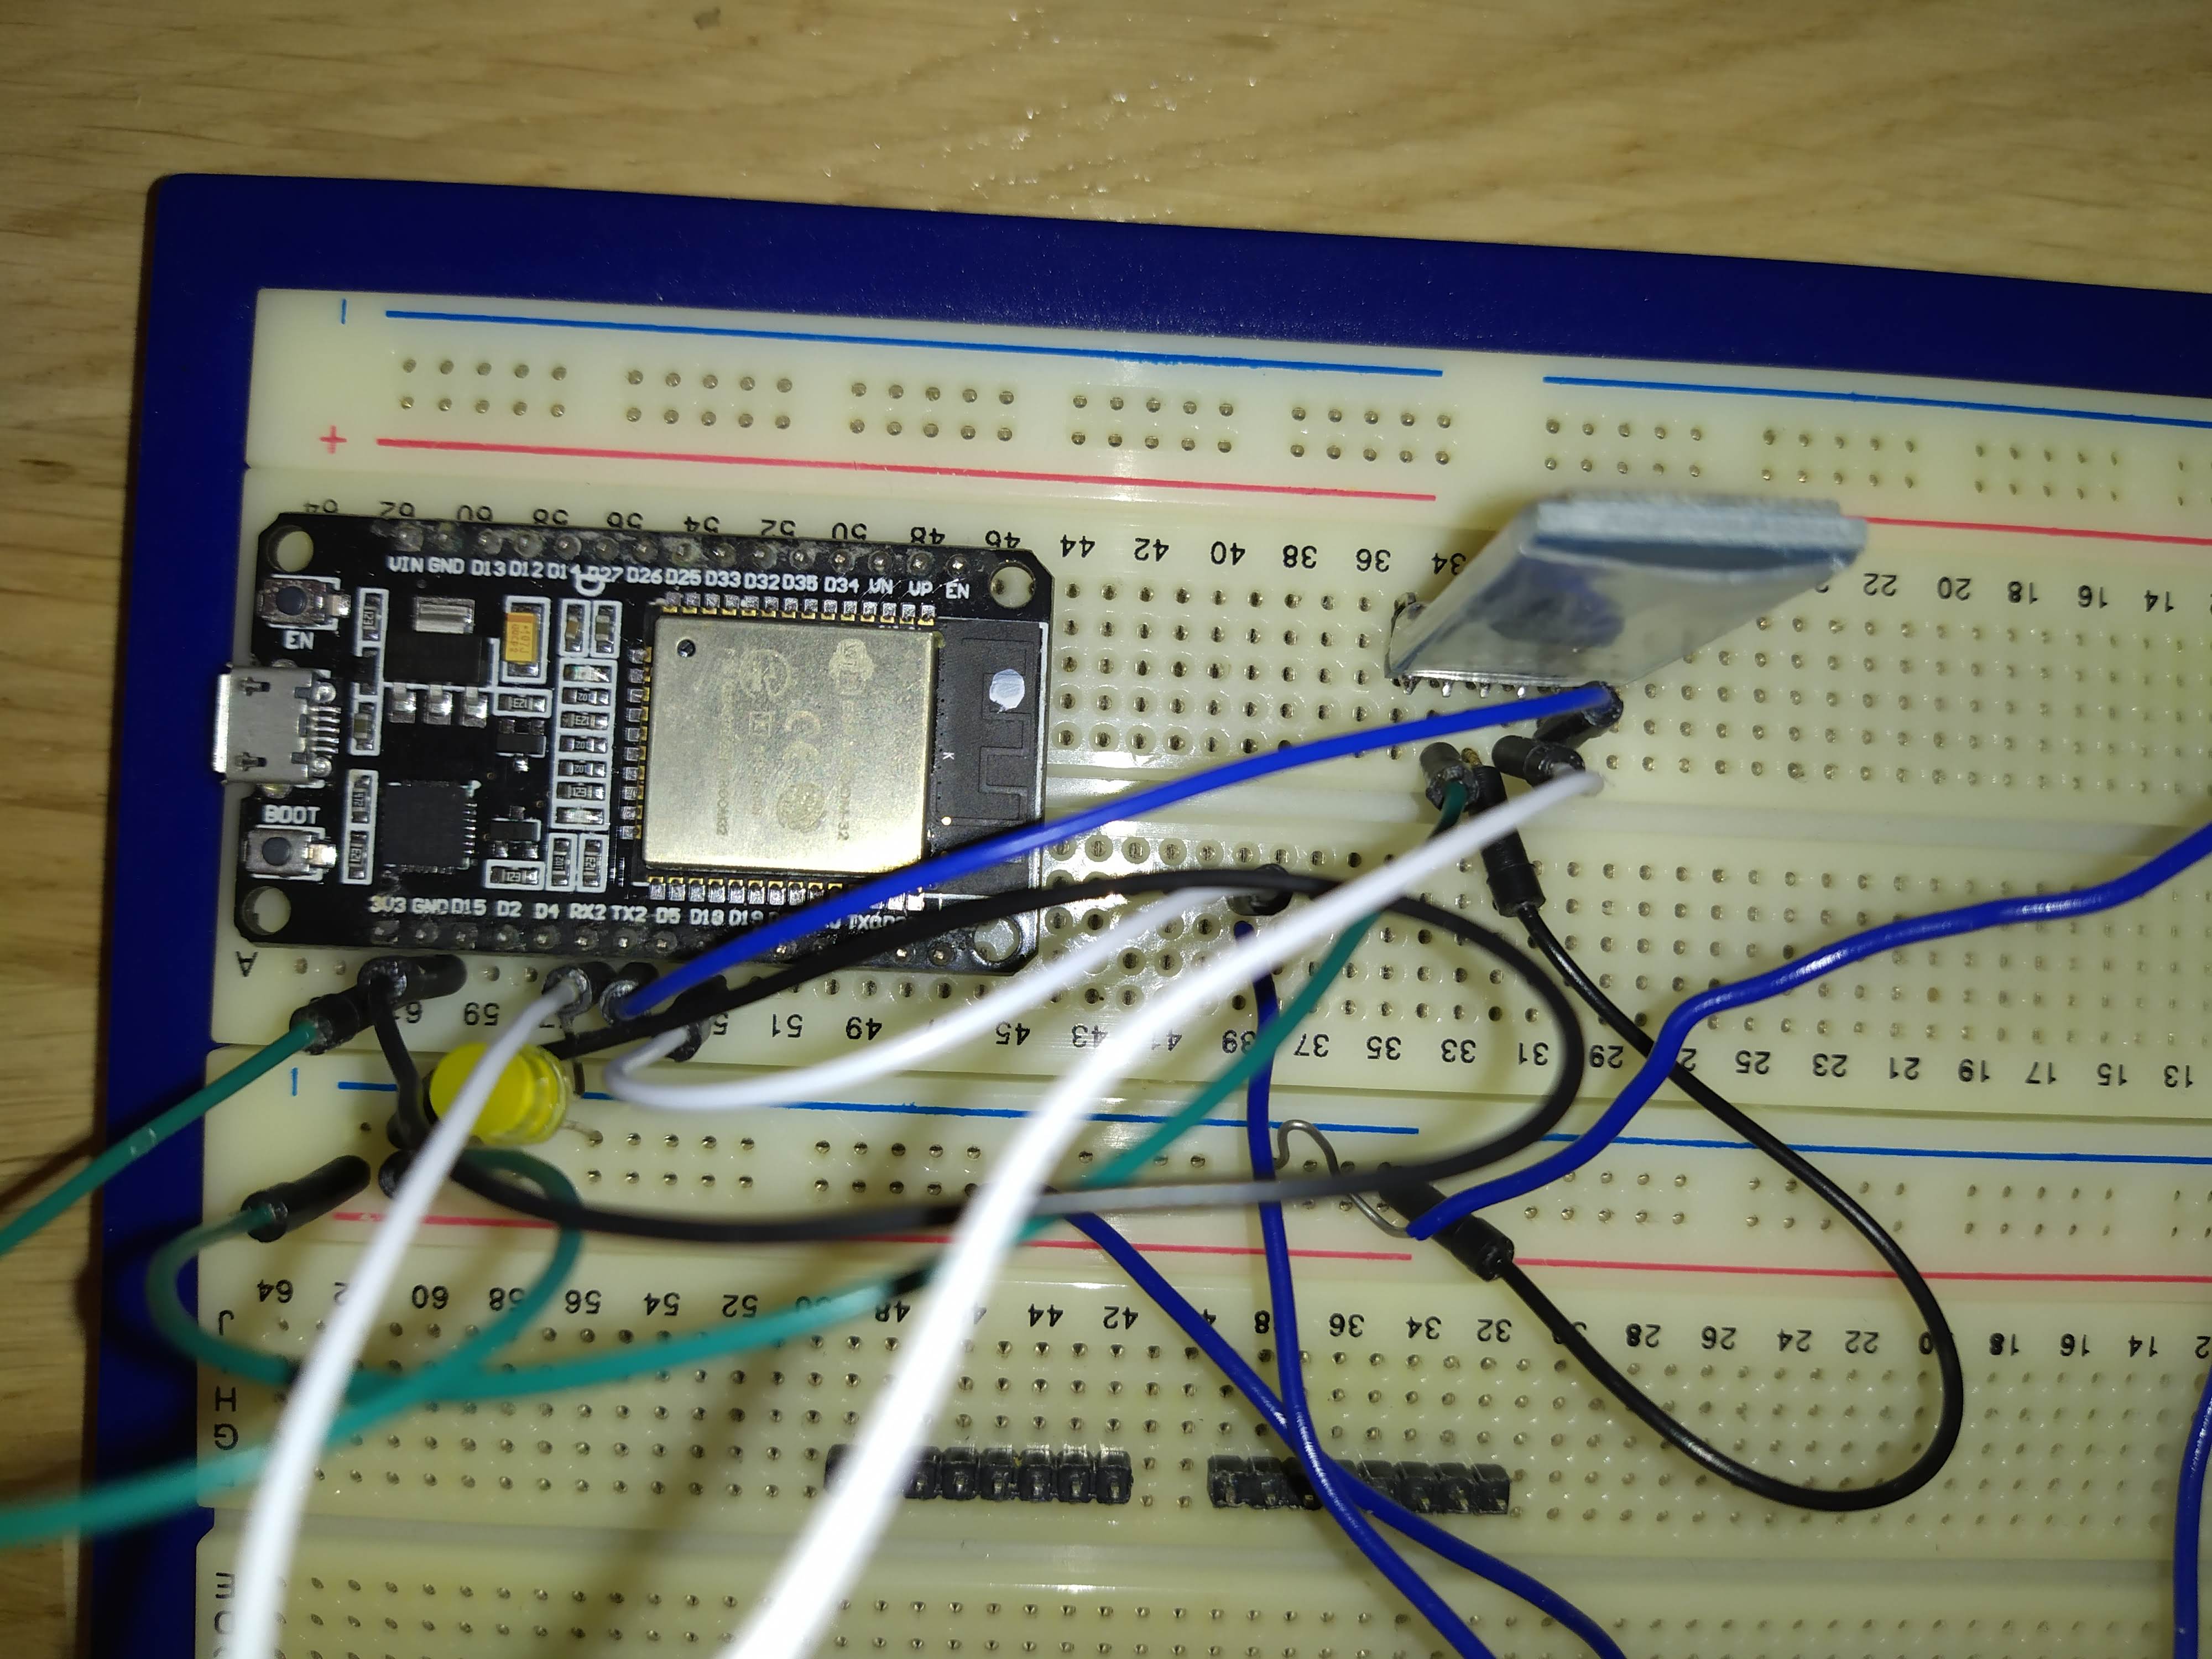 −
+
64 62 60 58 56 54 52 50 48 46 44 42 40 38 36 34 22 20 18 16 14
VIN GND D13 D12 D14 D27 D26 D25 D33 D32 D35 D34 VN VP EN
EN
BOOT
3V3 GND D15 D2 D4 RX2 TX2 D5 D18 D19
A
61 59 51 49 45 43 41 39 37 35 33 31 29 25 23 21 19 17 15 13
−
64 60 58 56 54 52 48 44 42 36 34 32 28 26 24 22 18 16 14
J
H
G
E